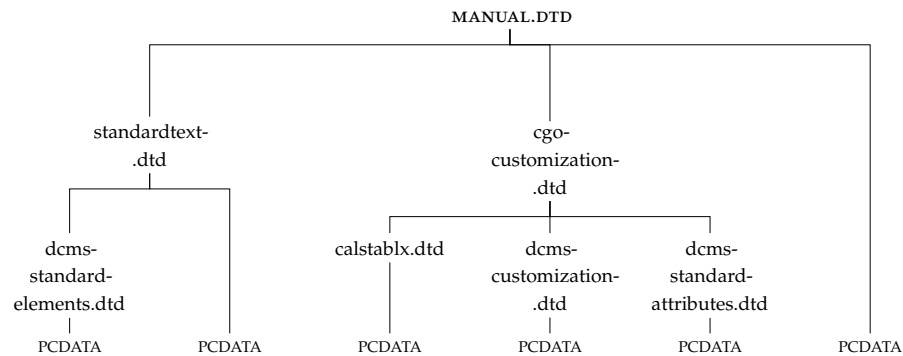 MANUAL.DTD
standardtext-
.dtd
cgo-
customization-
.dtd
dcms-
standard-
elements.dtd
calstablx.dtd
dcms-
customization-
.dtd
dcms-
standard-
attributes.dtd
PCDATA
PCDATA
PCDATA
PCDATA
PCDATA
PCDATA